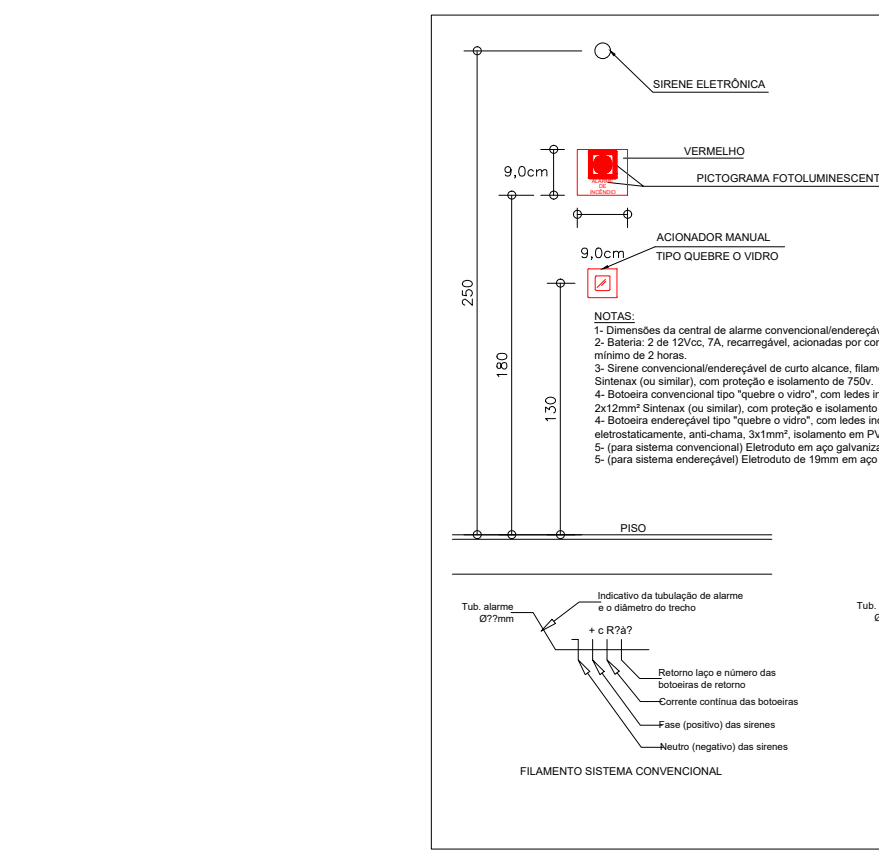 SIRENE ELETRÔNICA
VERMELHO
9,0cm
PICTOGRAMA FOTOLUMINESCENT
ALARME
DE
INCÊNDIO
ACIONADOR MANUAL
9,0cm
TIPO QUEBRE O VIDRO
250
180
130
NOTAS:
1- Dimensões da central de alarme convencional/endereçáv
2- Bateria: 2 de 12Vcc, 7A, recarregável, acionadas por con
mínimo de 2 horas.
3- Sirene convencional/endereçável de curto alcance, filame
Sintenax (ou similar), com proteção e isolamento de 750v.
4- Botoeira convencional tipo "quebre o vidro", com ledes in
2x12mm² Sintenax (ou similar), com proteção e isolamento
4- Botoeira endereçável tipo "quebre o vidro", com ledes ind
eletrostaticamente, anti-chama, 3x1mm², isolamento em PV
5- (para sistema convencional) Eletroduto em aço galvaniza
5- (para sistema endereçável) Eletroduto de 19mm em aço
PISO
Indicativo da tubulação de alarme
e o diâmetro do trecho
Tub. alarme
Ø??mm
Tub.
+ c R?à?
Retorno laço e número das
botoeiras de retorno
Corrente contínua das botoeiras
Fase (positivo) das sirenes
Neutro (negativo) das sirenes
FILAMENTO SISTEMA CONVENCIONAL